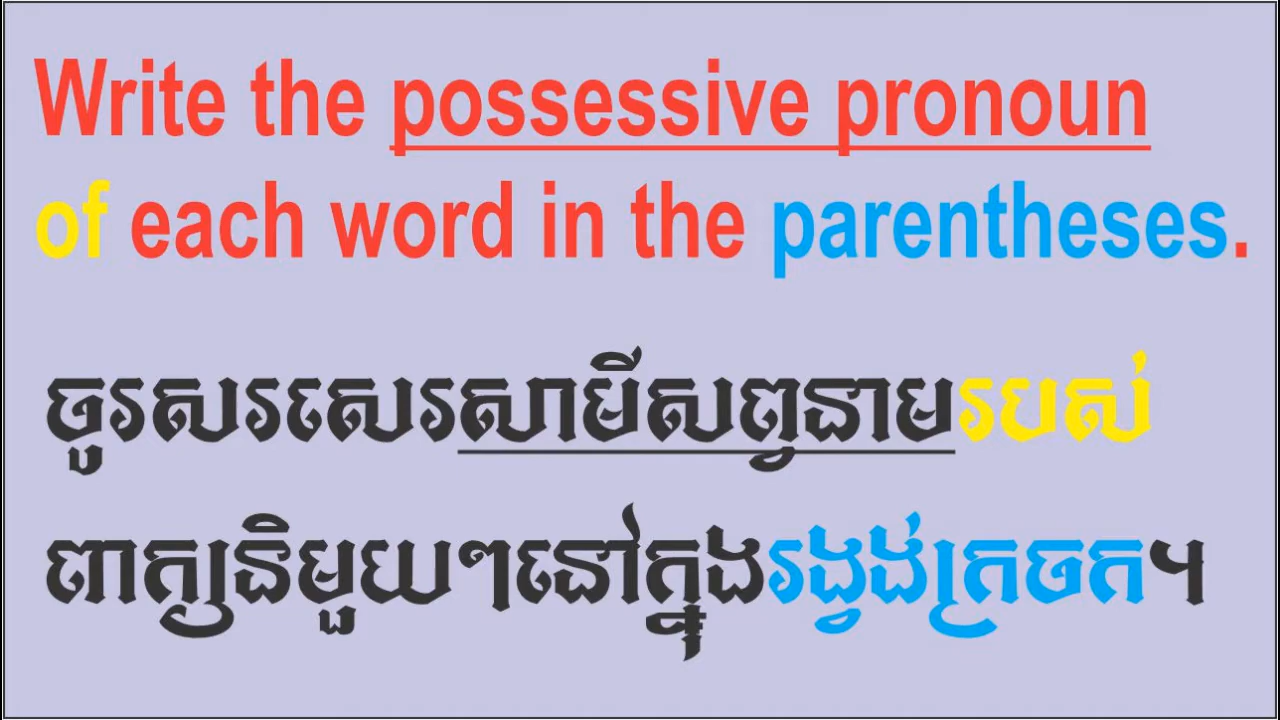 Write the possessive pronoun
of each word in the parentheses.
ចូរសរសេរសាមីសព្វនាមរបស់
ពាក្យនិមួយៗនៅក្នុងរង្វង់ក្រចក។